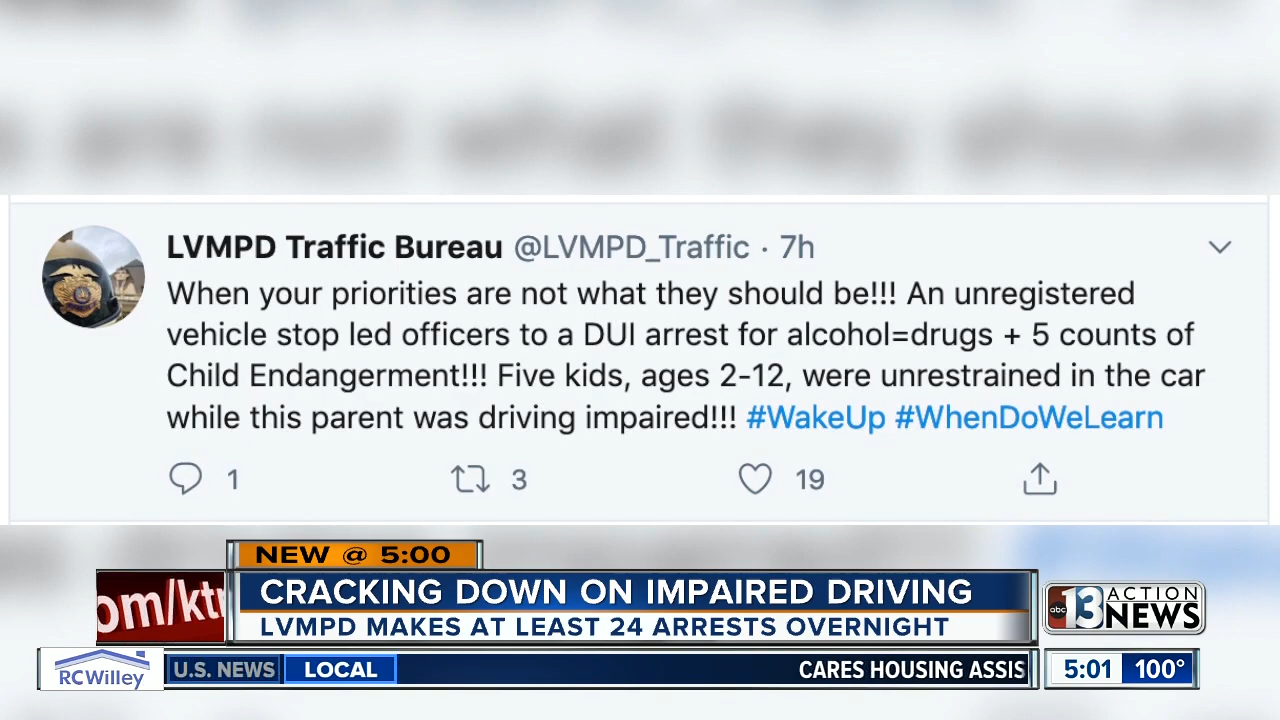 LVMPD Traffic Bureau @LVMPD_Traffic · 7h
When your priorities are not what they should be!!! An unregistered
vehicle stop led officers to a DUI arrest for alcohol=drugs + 5 counts of
Child Endangerment!!! Five kids, ages 2-12, were unrestrained in the car
while this parent was driving impaired!!! #WakeUp #WhenDoWeLearn
1 3 19
NEW @ 5:00
om/ktn
CRACKING DOWN ON IMPAIRED DRIVING
LVMPD MAKES AT LEAST 24 ARRESTS OVERNIGHT
abc 13 ACTION NEWS
RCWilley
U.S. NEWS LOCAL CARES HOUSING ASSIS
5:01 100°